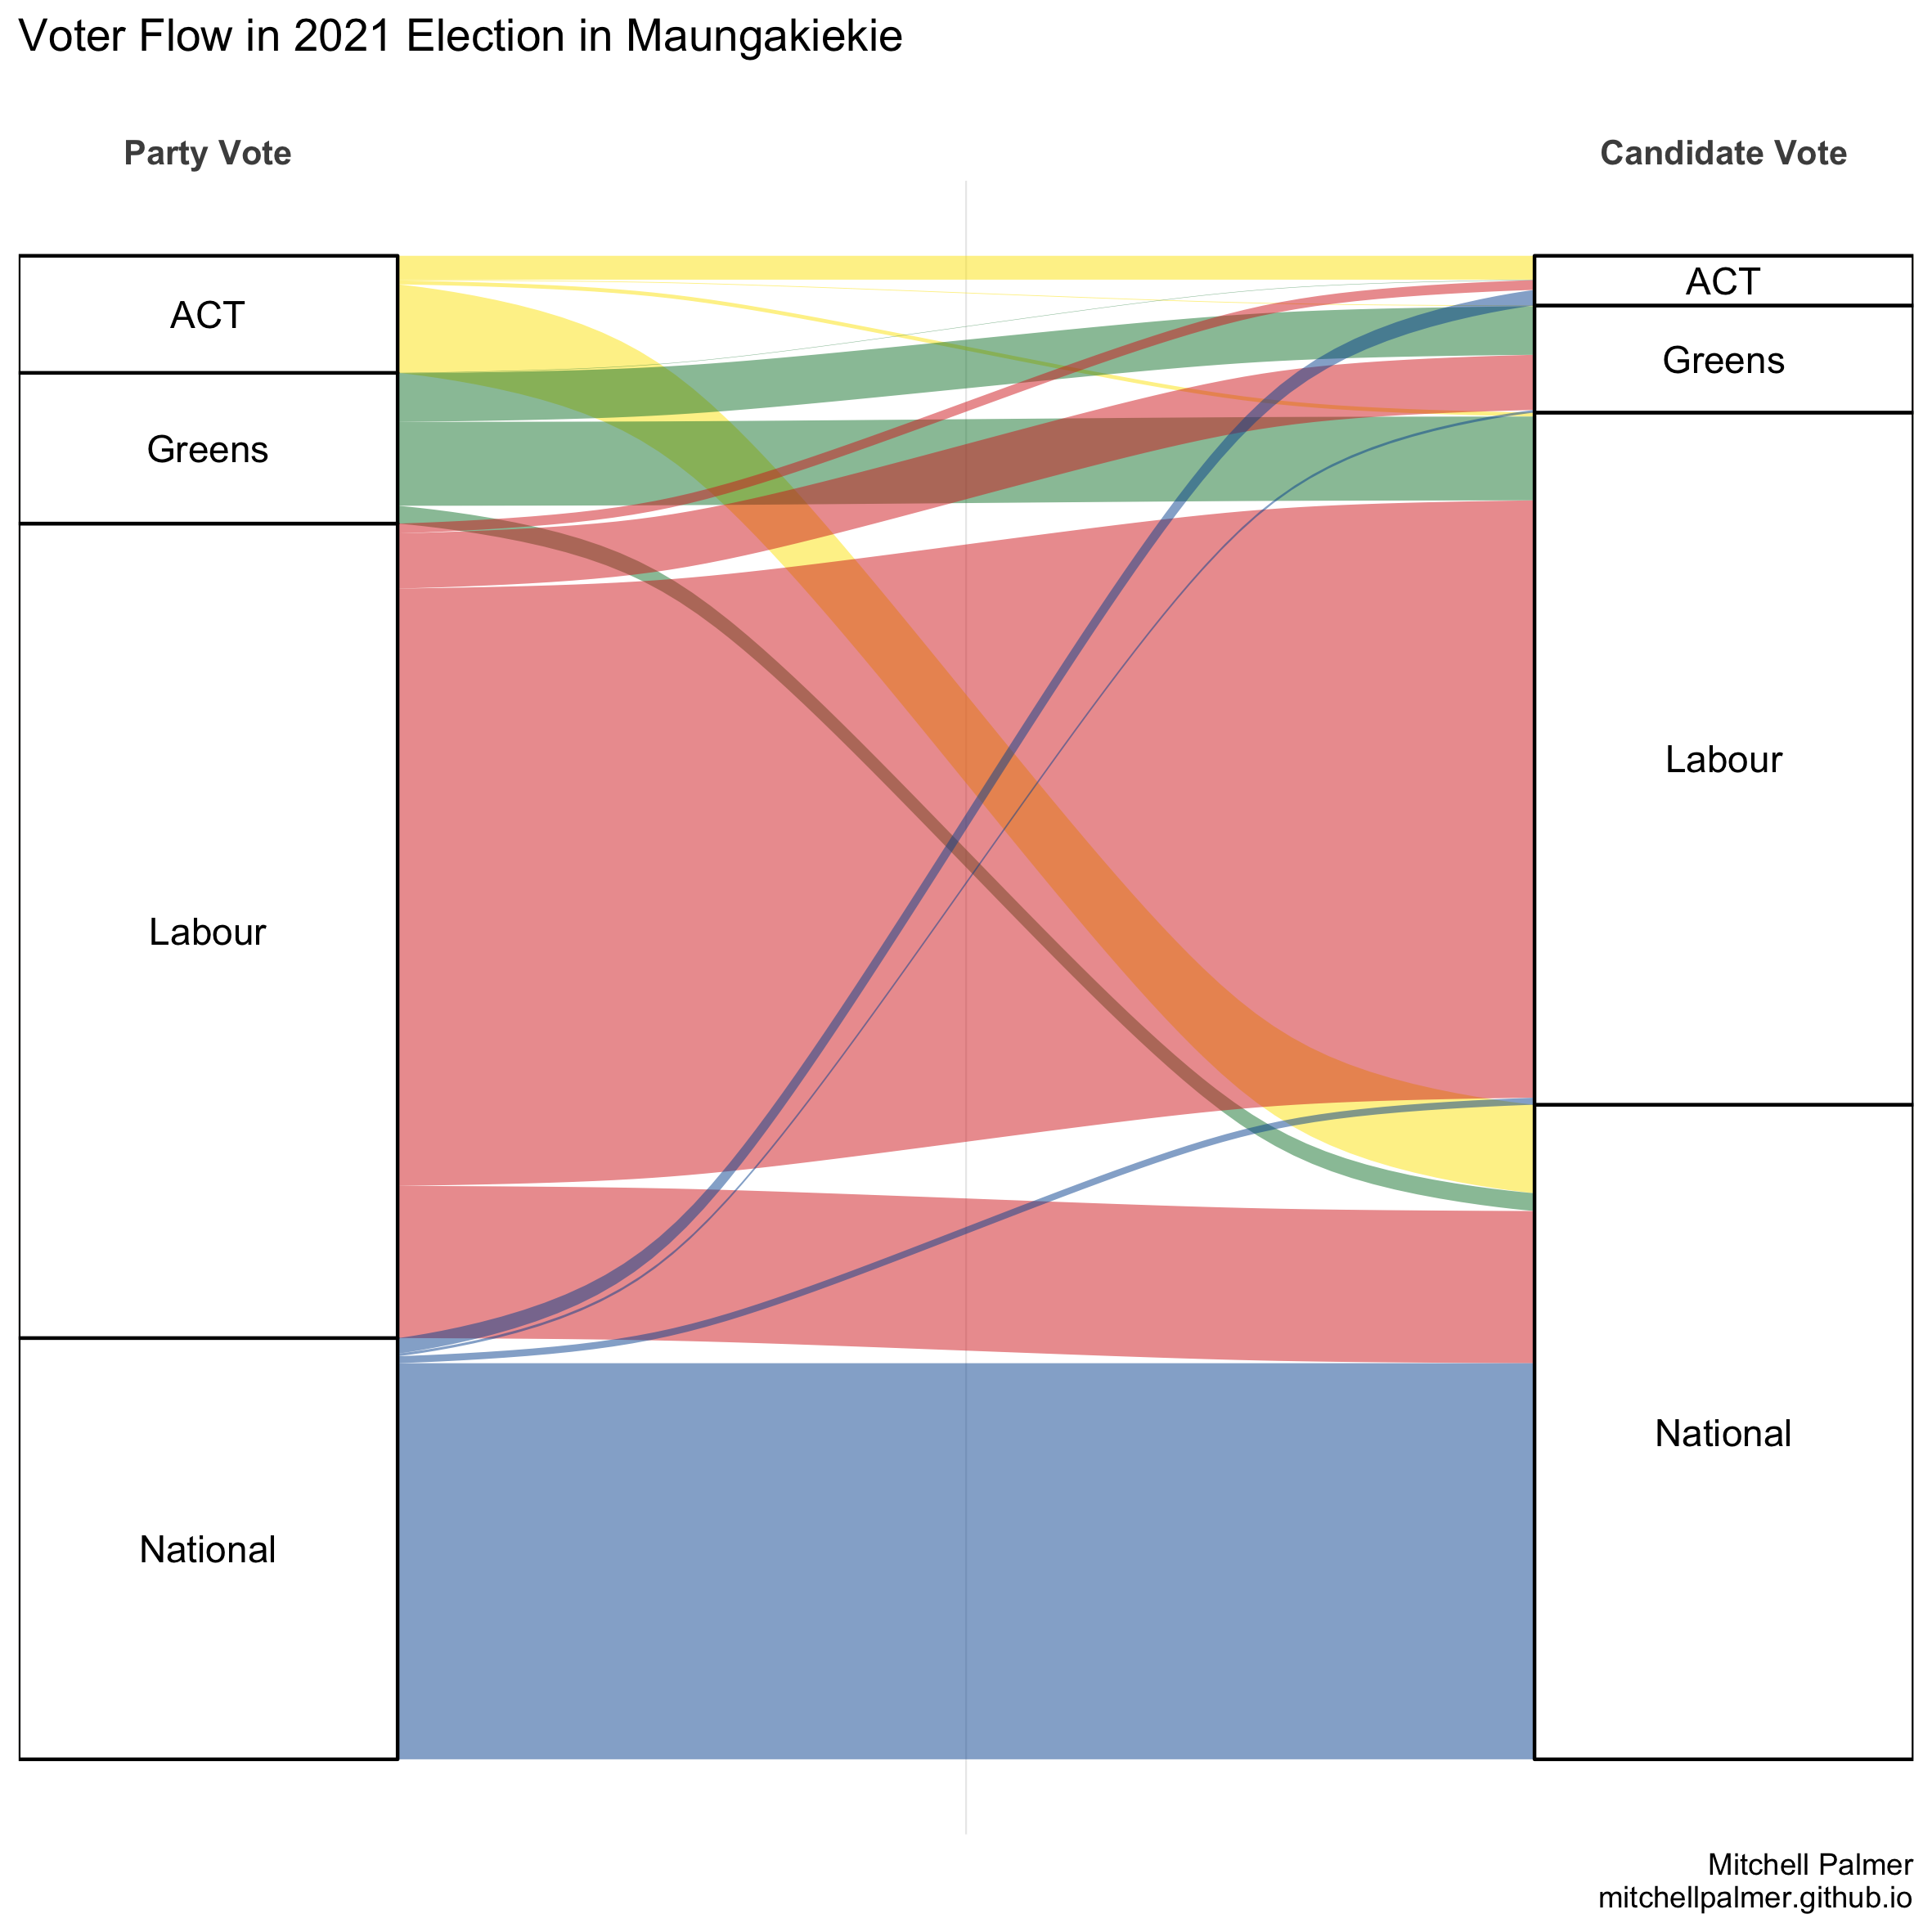 Voter Flow in 2021 Election in Maungakiekie
Party Vote
Candidate Vote
ACT
Greens
Labour
National
ACT
Greens
Labour
National
Mitchell Palmer
mitchellpalmer.github.io